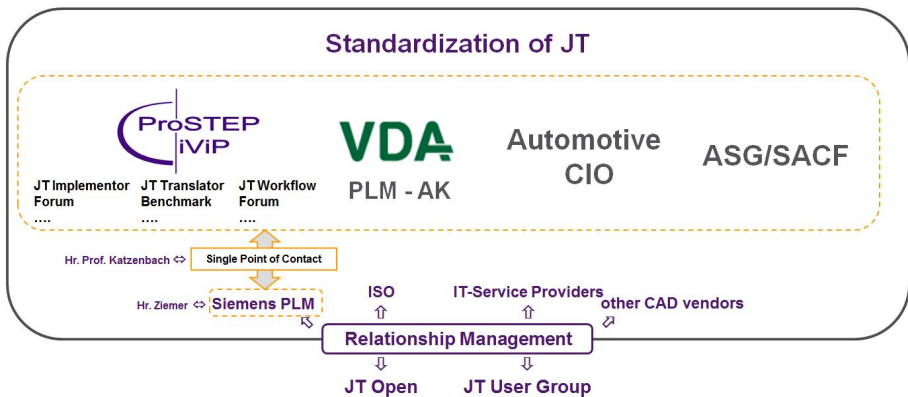 Standardization of JT
ProSTEP
iViP
VDA
PLM - AK
Automotive
CIO
ASG/SACF
JT Implementor
Forum
....
JT Translator
Benchmark
....
JT Workflow
Forum
....
Hr. Prof. Katzenbach
Single Point of Contact
Hr. Ziemer
Siemens PLM
ISO
IT-Service Providers
other CAD vendors
Relationship Management
JT Open
JT User Group